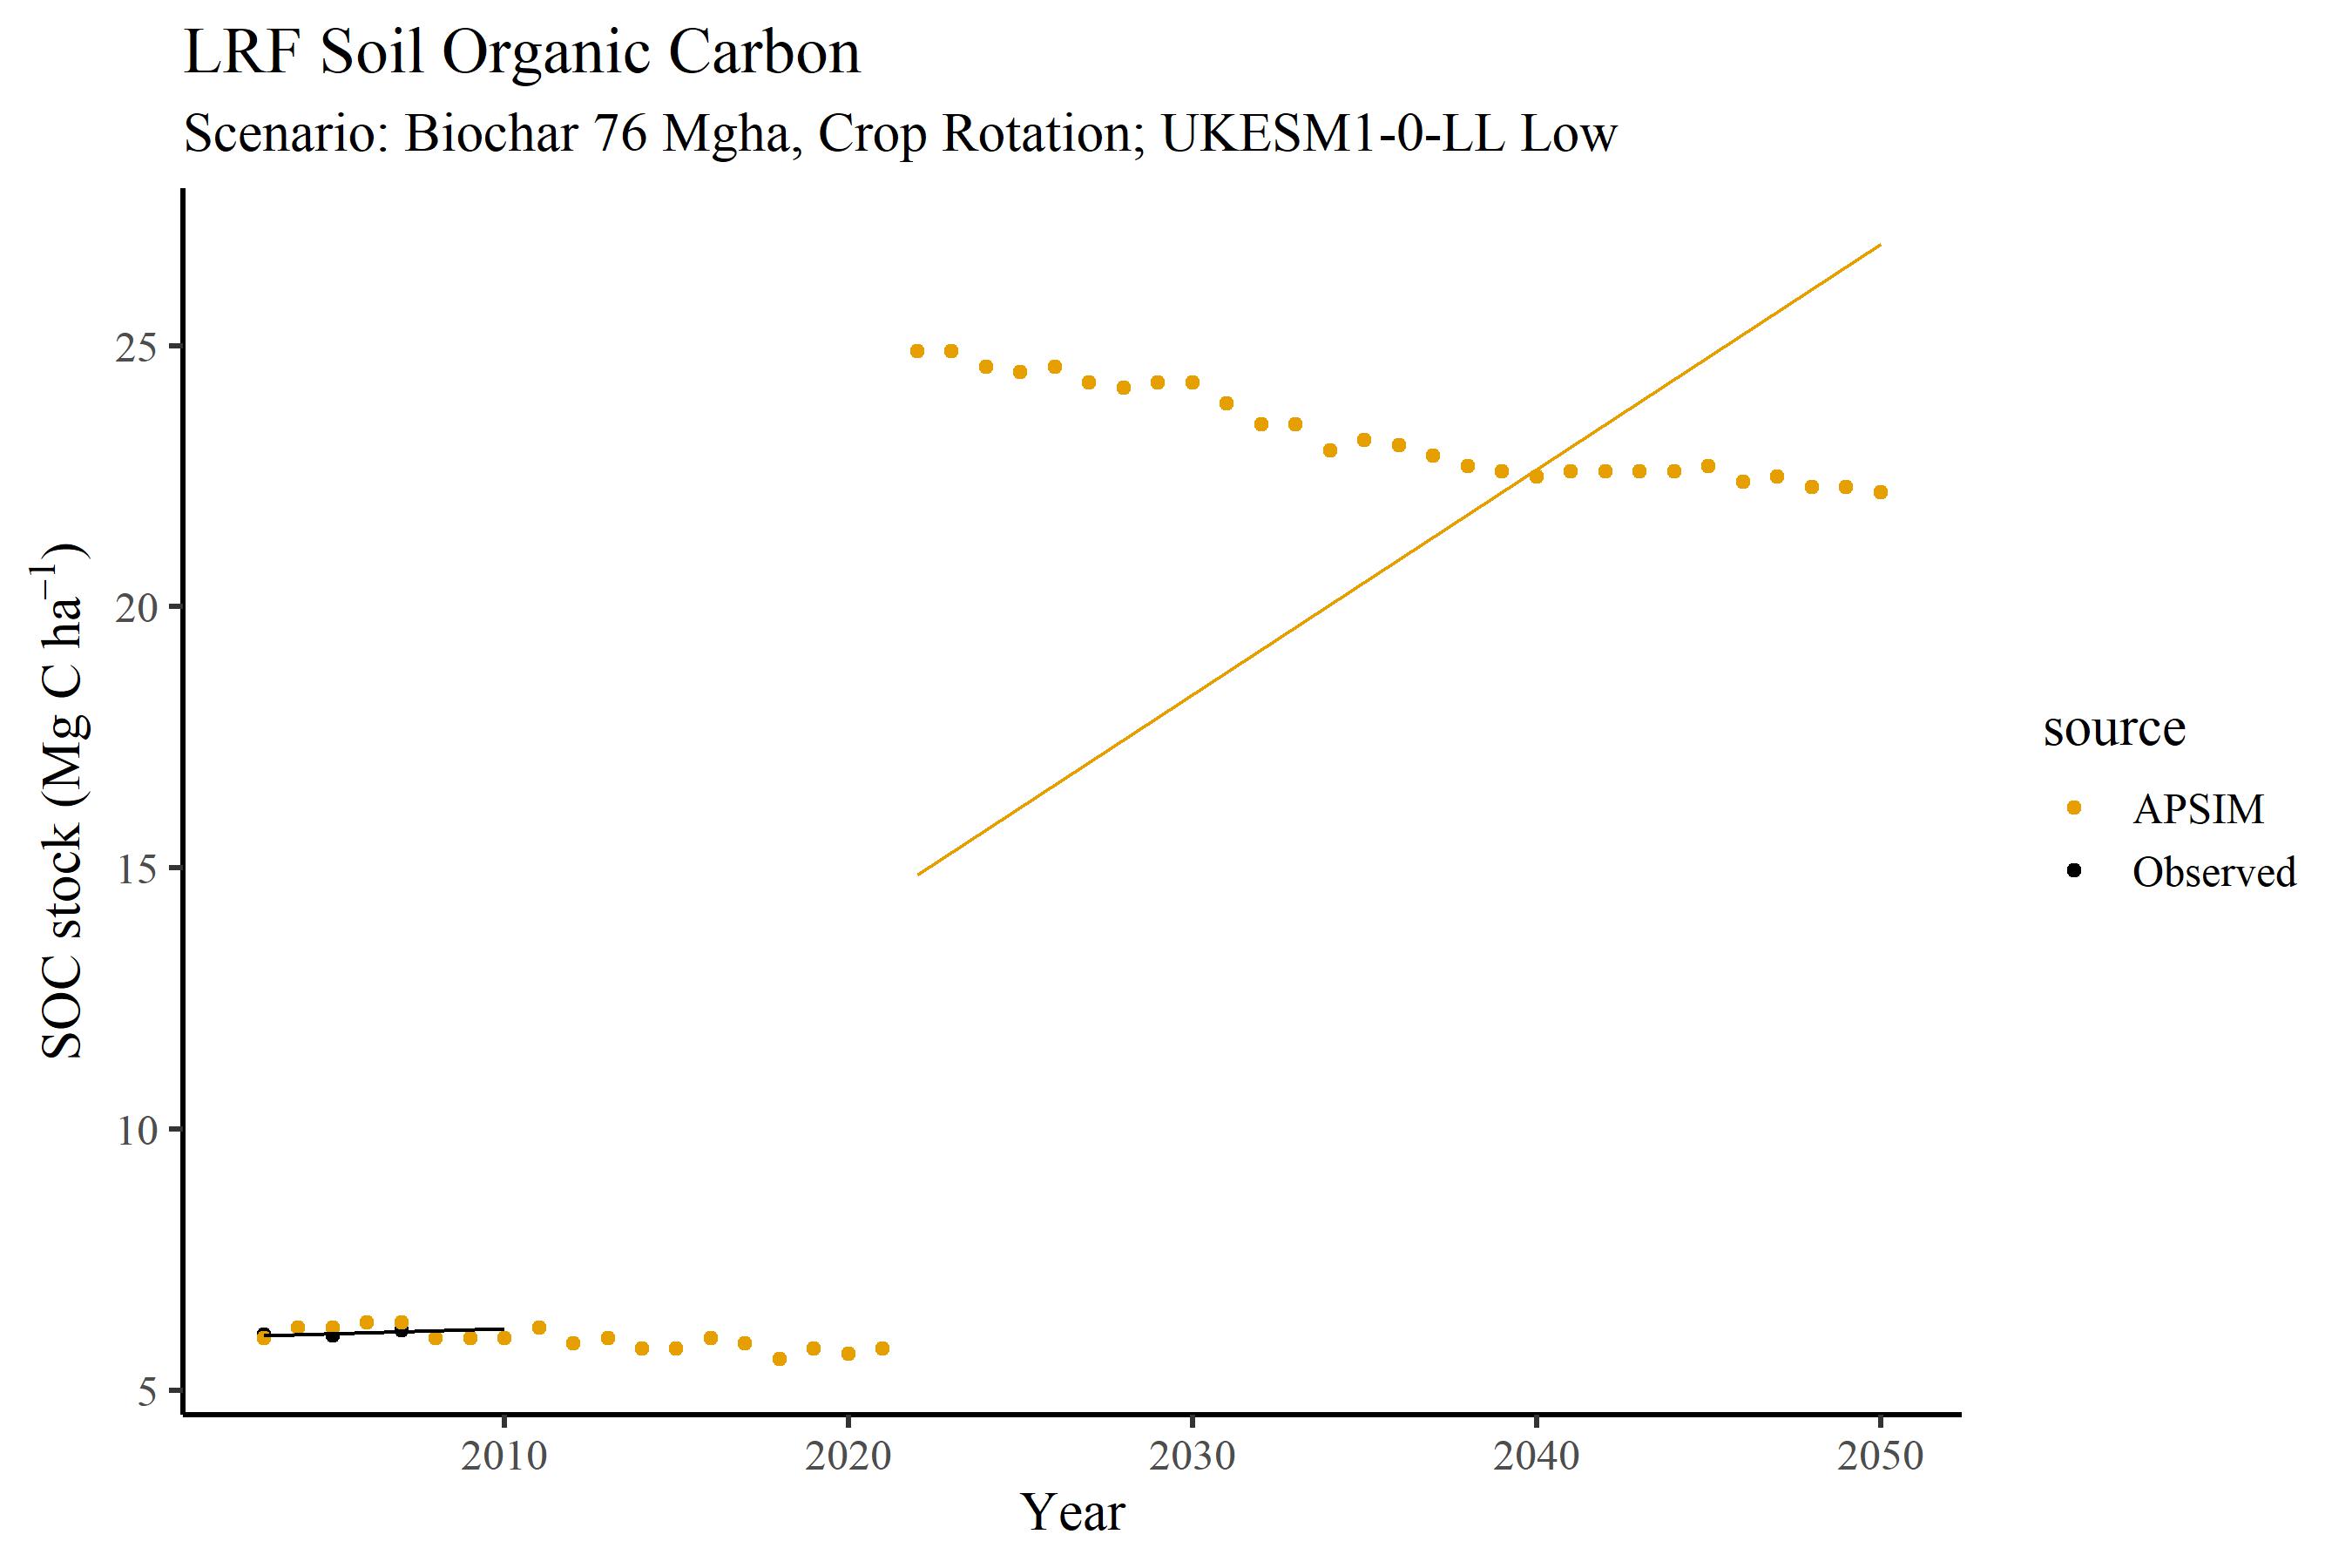 LRF Soil Organic Carbon
Scenario: Biochar 76 Mgha, Crop Rotation; UKESM1-0-LL Low
SOC stock (Mg C ha⁻¹)
25
20
15
10
5
2010 2020 2030 2040 2050
Year
source
APSIM
Observed